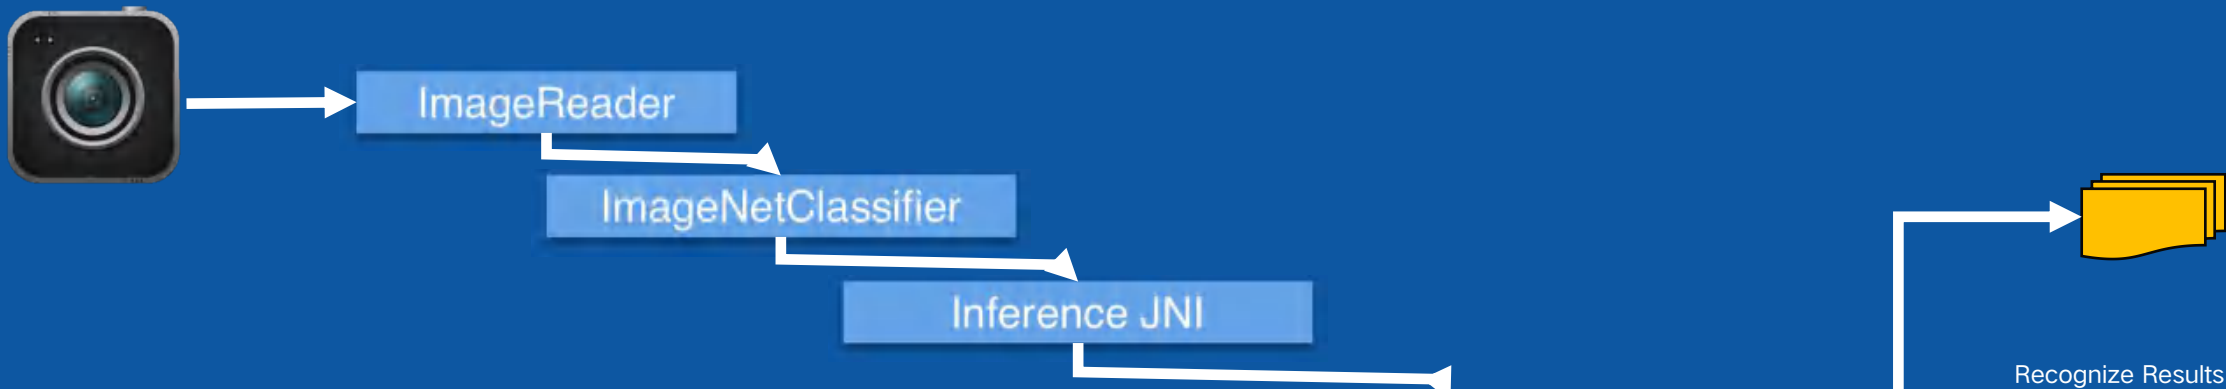 ImageReader
ImageNetClassifier
Inference JNI
Recognize Results